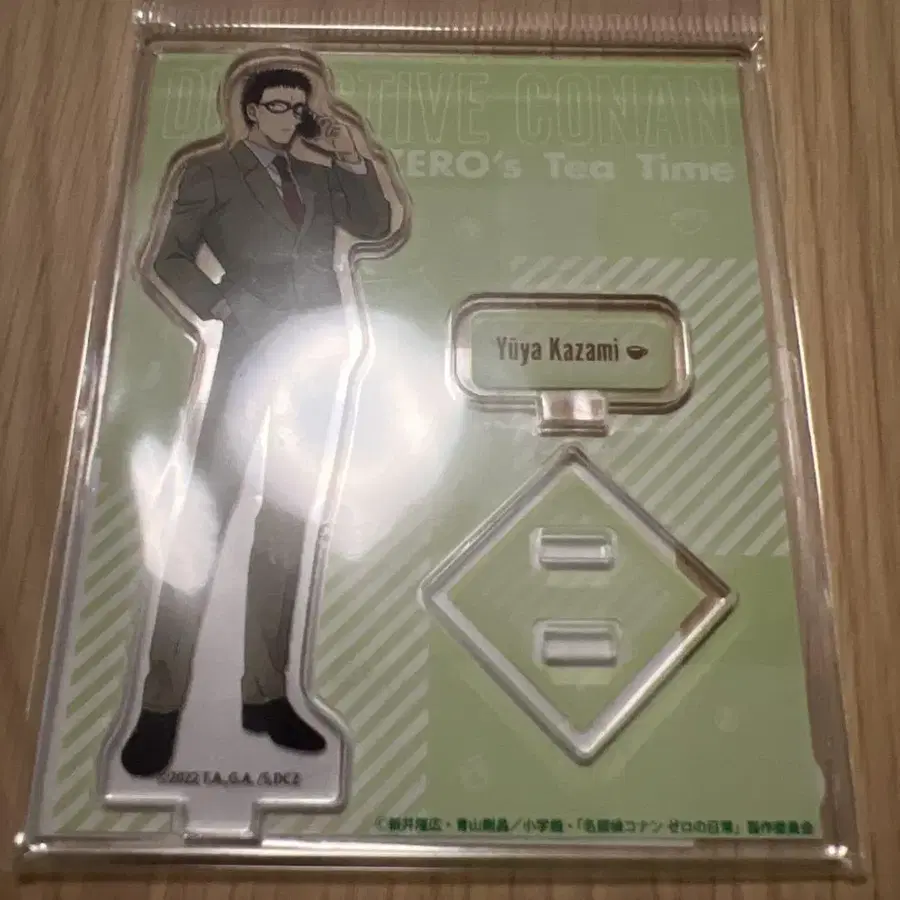 DETECTIVE CONAN
ZERO's Tea Time
Yūya Kazami
©2022 T.A.,G.A. /S,DCZ
©新井隆広・青山剛昌／小学館・「名探偵コナン ゼロの日常」製作委員会